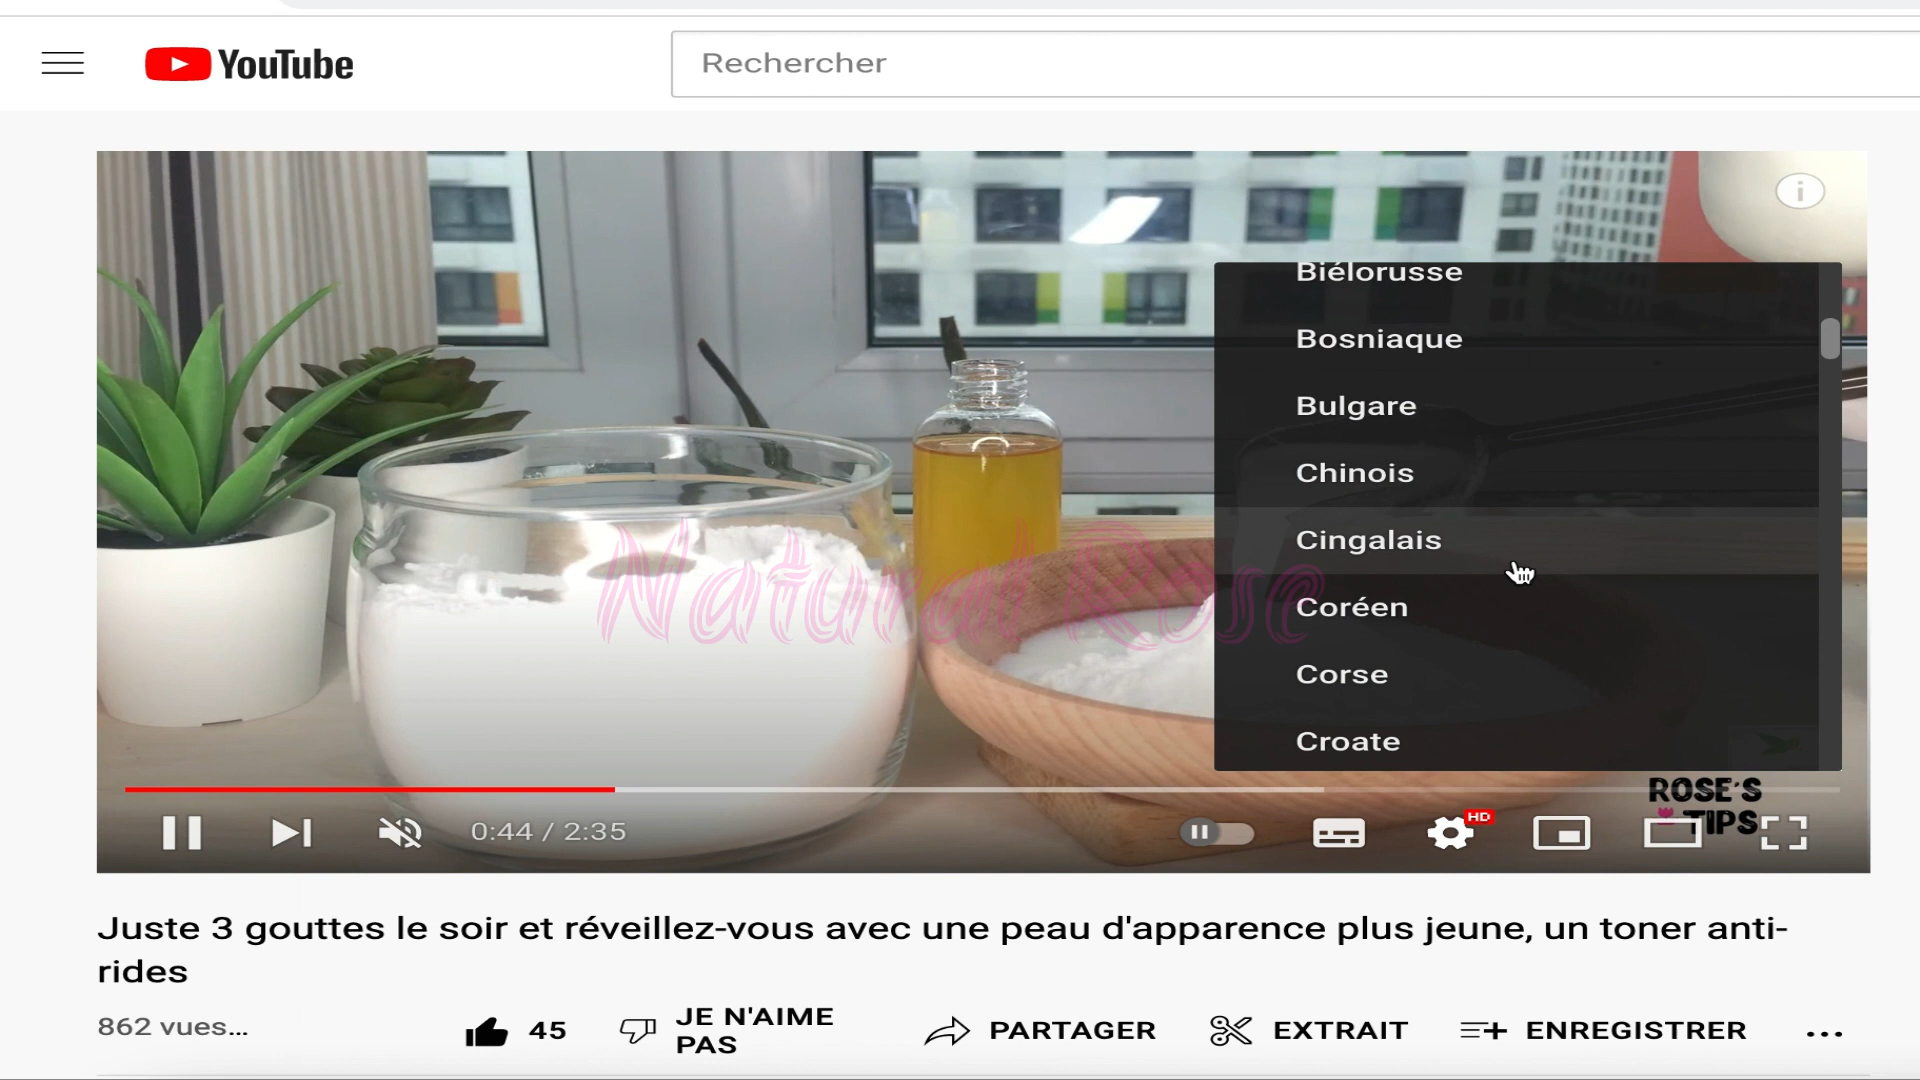 YouTube
Rechercher
i
Biélorusse
Bosniaque
Bulgare
Chinois
Cingalais
Coréen
Corse
Croate
Natural Rose
ROSE'S
TIPS
0:44 / 2:35
HD
Juste 3 gouttes le soir et réveillez-vous avec une peau d'apparence plus jeune, un toner anti-
rides
862 vues...
45
JE N'AIME
PAS
PARTAGER
EXTRAIT
ENREGISTRER